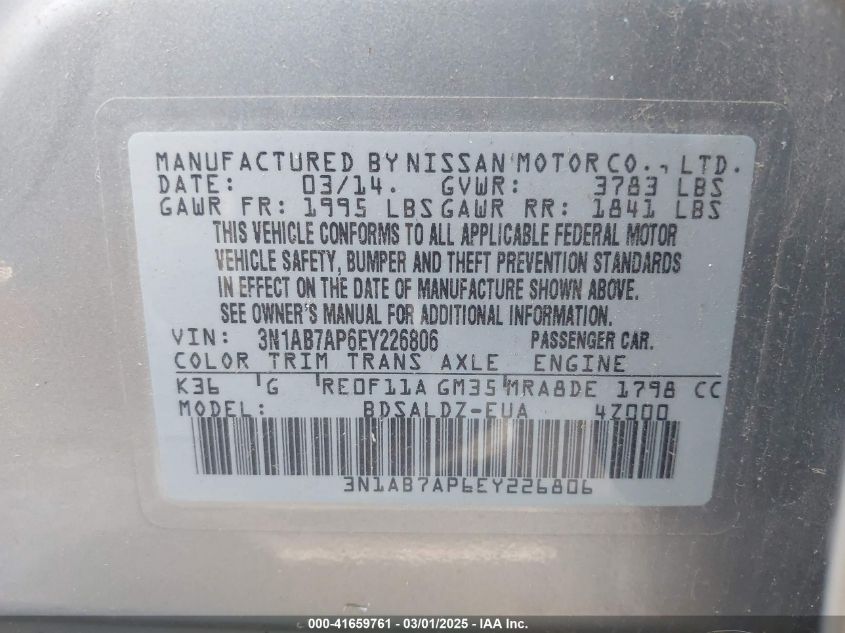 MANUFACTURED BY NISSAN MOTOR CO., LTD.
DATE: 03/14. GVWR: 3783 LBS
GAWR FR: 1995 LBS GAWR RR: 1841 LBS
THIS VEHICLE CONFORMS TO ALL APPLICABLE FEDERAL MOTOR
VEHICLE SAFETY, BUMPER AND THEFT PREVENTION STANDARDS
IN EFFECT ON THE DATE OF MANUFACTURE SHOWN ABOVE.
SEE OWNER'S MANUAL FOR ADDITIONAL INFORMATION.
VIN: 3N1AB7AP6EY226806 PASSENGER CAR.
COLOR TRIM TRANS AXLE ENGINE
K36 G RE0F11A GM35 MRA8DE 1798 CC
MODEL: BDSALDZ-EUA 4Z000
3N1AB7AP6EY226806
000-41659761 - 03/01/2025 - IAA Inc.